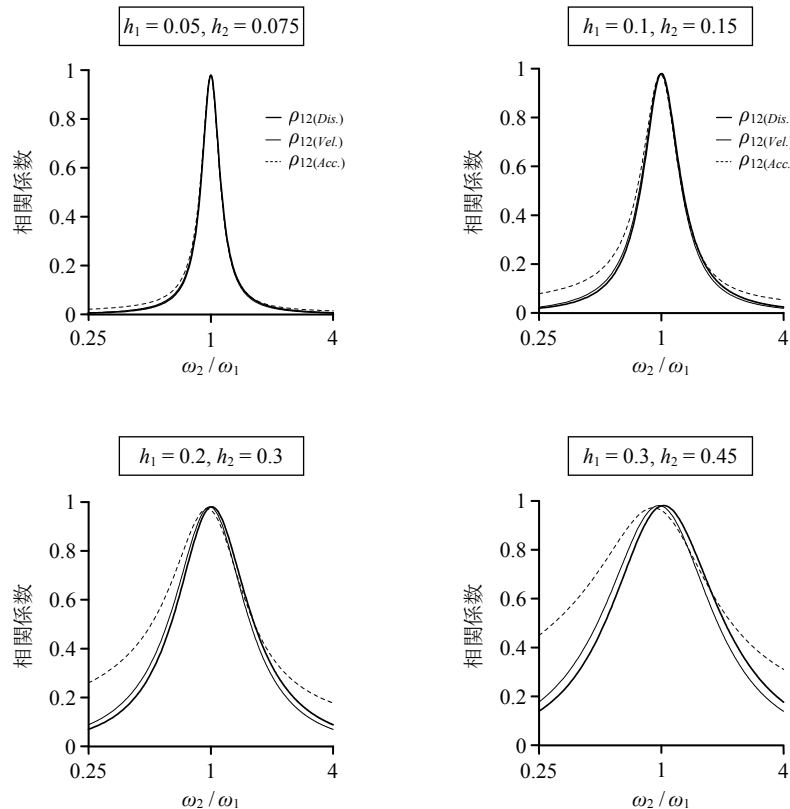 h1 = 0.05, h2 = 0.075
1
0.8
0.6
0.4
0.2
0
相関係数
ρ12(Dis.)
ρ12(Vel.)
ρ12(Acc.)
0.25
1
4
ω2 / ω1
h1 = 0.1, h2 = 0.15
1
0.8
0.6
0.4
0.2
0
相関係数
ρ12(Dis.
ρ12(Vel.)
ρ12(Acc.
0.25
1
4
ω2 / ω1
h1 = 0.2, h2 = 0.3
1
0.8
0.6
0.4
0.2
0
相関係数
0.25
1
4
ω2 / ω1
h1 = 0.3, h2 = 0.45
1
0.8
0.6
0.4
0.2
0
相関係数
0.25
1
4
ω2 / ω1